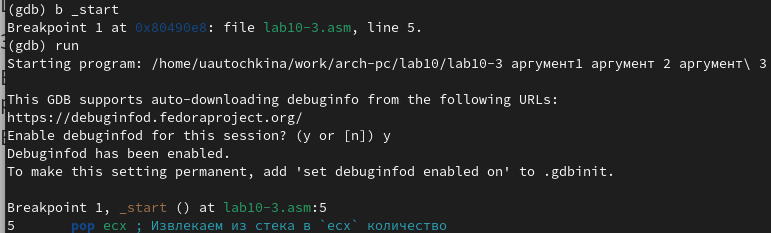 (gdb) b _start
Breakpoint 1 at 0x80490e8: file lab10-3.asm, line 5.
(gdb) run
Starting program: /home/uautochkina/work/arch-pc/lab10/lab10-3 аргумент1 аргумент 2 аргумент\ 3
This GDB supports auto-downloading debuginfo from the following URLs:
https://debuginfod.fedoraproject.org/
Enable debuginfod for this session? (y or [n]) y
Debuginfod has been enabled.
To make this setting permanent, add 'set debuginfod enabled on' to .gdbinit.
Breakpoint 1, _start () at lab10-3.asm:5
5 pop ecx ; Извлекаем из стека в `ecx` количество